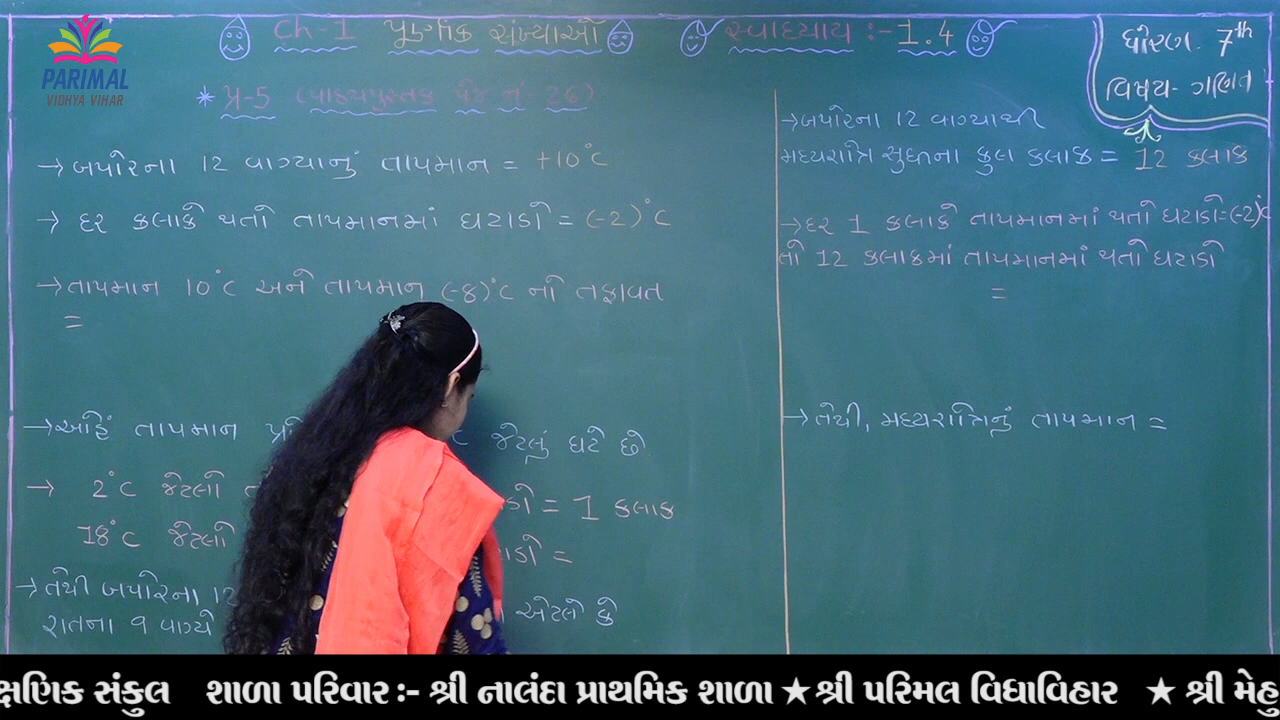 PARIMAL
VIDHYA VIHAR
Ch-1 પૂર્ણાંક સંખ્યાઓ સ્વાધ્યાય :- 1.4
ધોરણ. 7th
વિષય- ગણિત
* પ્ર-5 (પાઠ્યપુસ્તક પેજ નં 26)
→ બપોરના 12 વાગ્યાનું તાપમાન = +10°C
→ દર કલાકે થતો તાપમાનમાં ઘટાડો = (-2)°C
→ તાપમાન 10°C અને તાપમાન (-8)°C નો તફાવત
=
→ અહિં તાપમાન C જેટલું ઘટે છે
→ 2°C જેટલો = 1 કલાક
18°C જેટલો =
→ તેથી બપોરના 12
રાતના 9 વાગ્યે એટલે કે
→ બપોરના 12 વાગ્યાથી
મધ્યરાત્રિ સુધીના કુલ કલાક = 12 કલાક
→ દર 1 કલાકે તાપમાનમાં થતો ઘટાડો=(-2)°C
તો 12 કલાકમાં તાપમાનમાં થતો ઘટાડો
=
→ તેથી, મધ્યરાત્રિનું તાપમાન =
ક્ષણિક સંકુલ શાળા પરિવાર :- શ્રી નાલંદા પ્રાથમિક શાળા ★ શ્રી પરિમલ વિધાવિહાર ★ શ્રી મેહુ